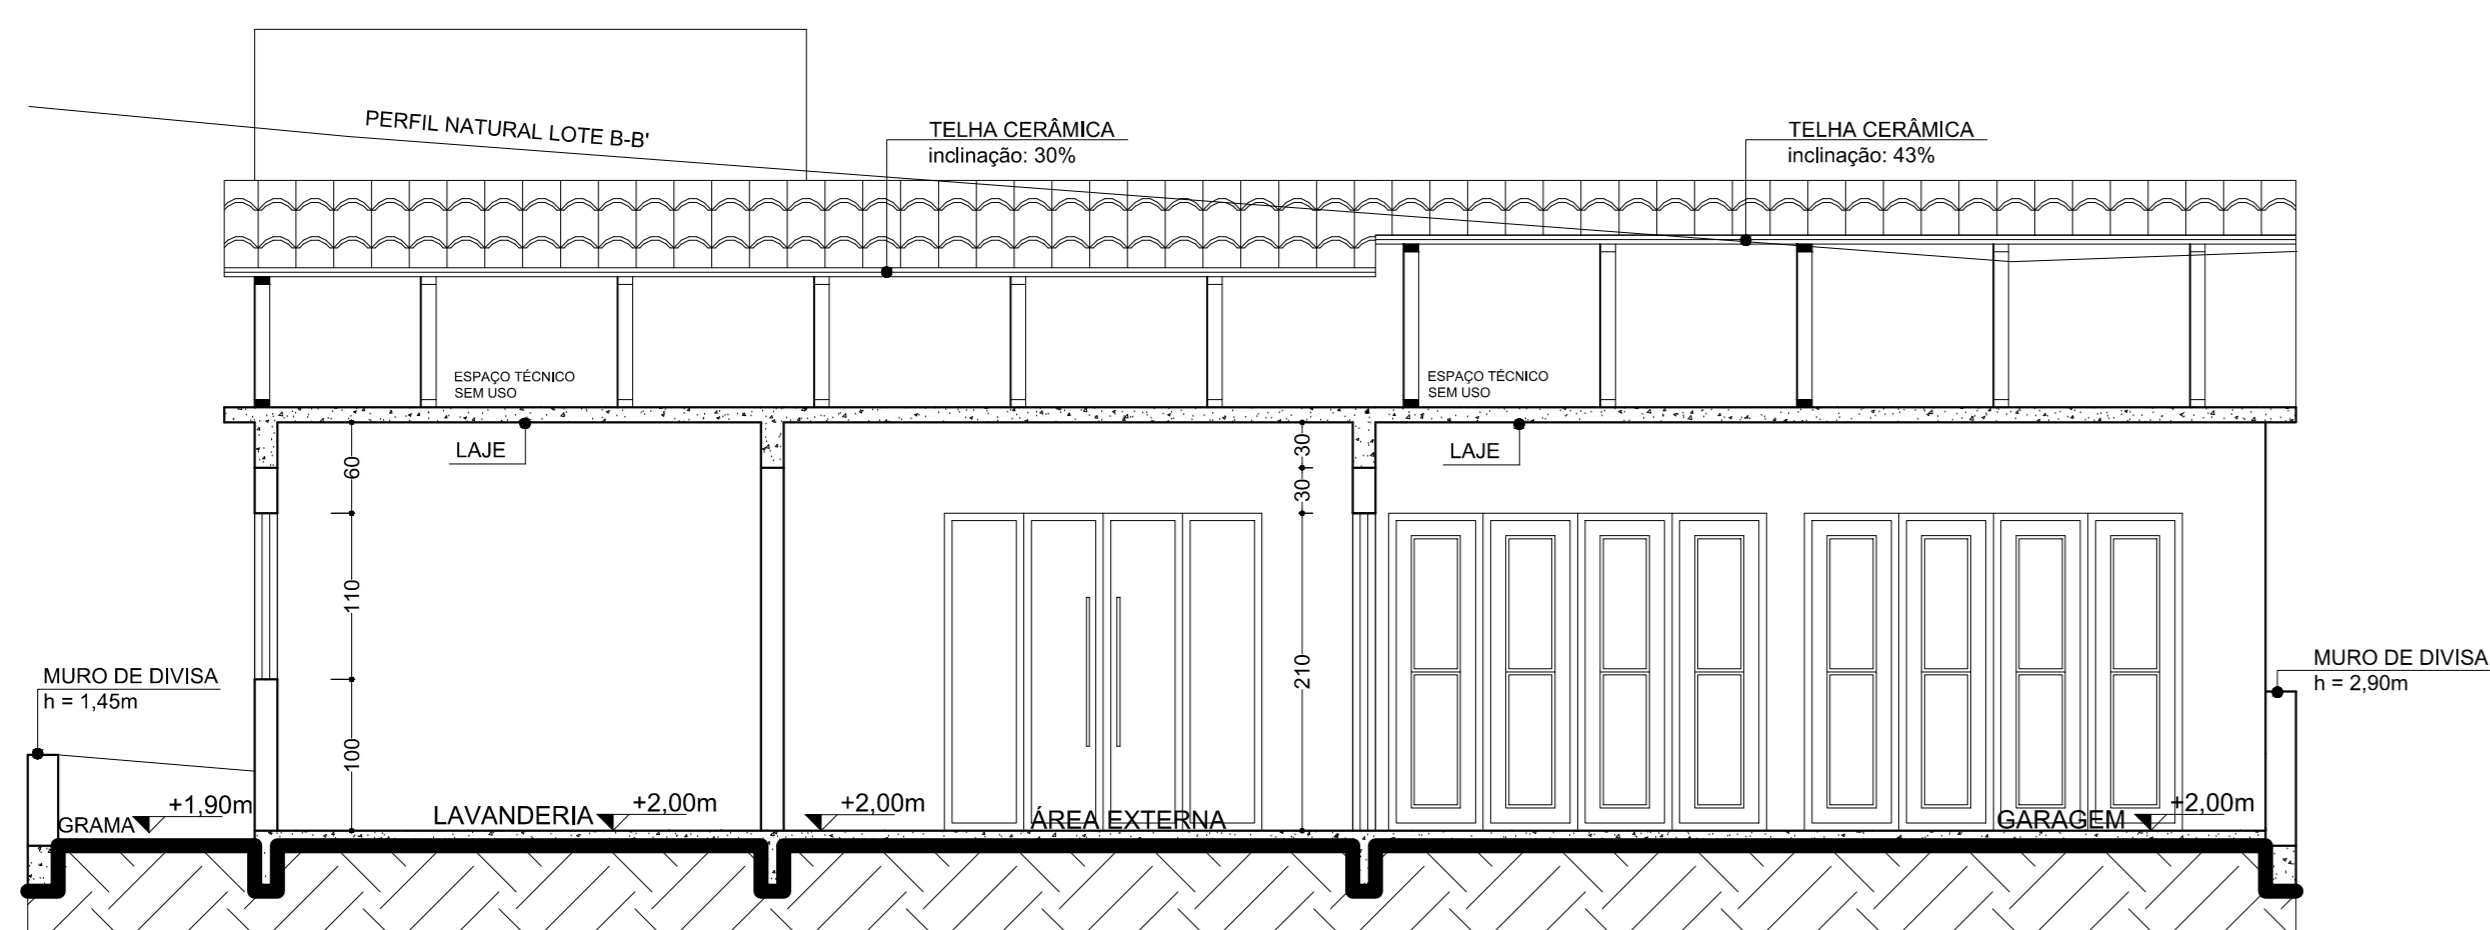 PERFIL NATURAL LOTE B-B'
TELHA CERÂMICA
inclinação: 30%
TELHA CERÂMICA
inclinação: 43%
ESPAÇO TÉCNICO
SEM USO
ESPAÇO TÉCNICO
SEM USO
LAJE
LAJE
60
110
100
30
30
210
MURO DE DIVISA
h = 1,45m
MURO DE DIVISA
h = 2,90m
GRAMA
+1,90m
LAVANDERIA
+2,00m
+2,00m
ÁREA EXTERNA
GARAGEM
+2,00m